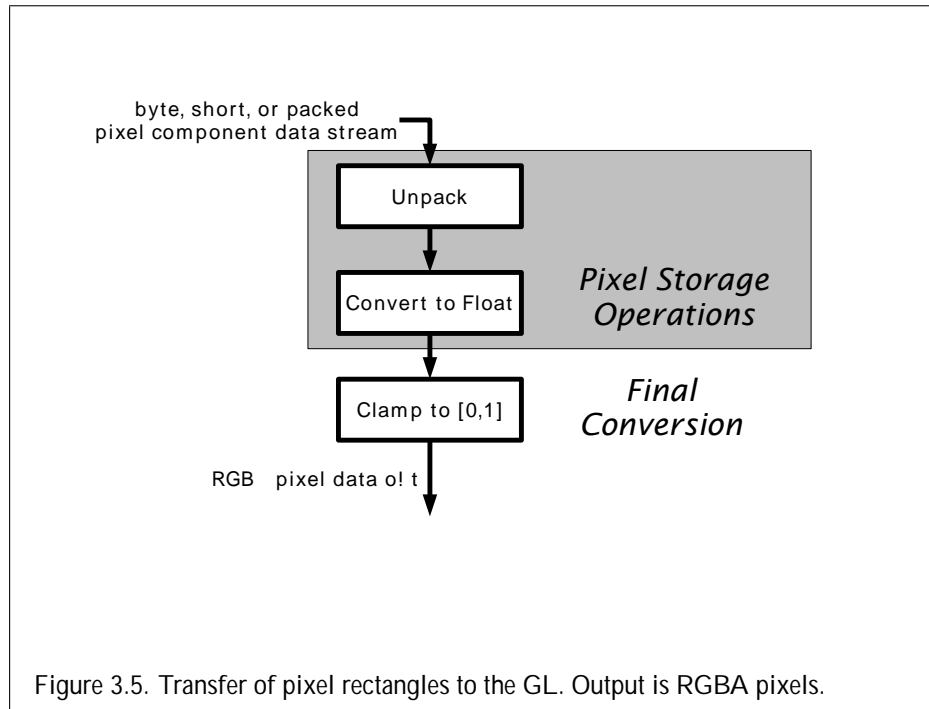 byte, short, or packed
pixel component data stream
Unpack
Convert to Float
Pixel Storage
Operations
Clamp to [0,1]
Final
Conversion
RGB pixel data o! t
Figure 3.5. Transfer of pixel rectangles to the GL. Output is RGBA pixels.